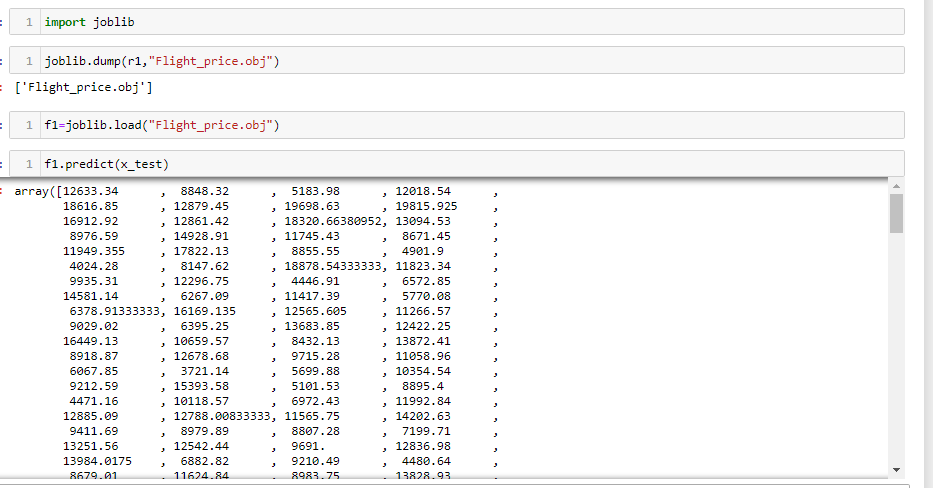 1 import joblib
1 joblib.dump(r1,"Flight_price.obj")
['Flight_price.obj']
1 f1=joblib.load("Flight_price.obj")
1 f1.predict(x_test)
array([12633.34      ,  8848.32      ,  5183.98      , 12018.54      ,
18616.85      , 12879.45      , 19698.63      , 19815.925     ,
16912.92      , 12861.42      , 18320.66380952, 13094.53      ,
8976.59      , 14928.91      , 11745.43      ,  8671.45      ,
11949.355     , 17822.13      ,  8855.55      ,  4901.9       ,
4024.28      ,  8147.62      , 18878.54333333, 11823.34      ,
9935.31      , 12296.75      ,  4446.91      ,  6572.85      ,
14581.14      ,  6267.09      , 11417.39      ,  5770.08      ,
6378.91333333, 16169.135     , 12565.605     , 11266.57      ,
9029.02      ,  6395.25      , 13683.85      , 12422.25      ,
16449.13      , 10659.57      ,  8432.13      , 13872.41      ,
8918.87      , 12678.68      ,  9715.28      , 11058.96      ,
6067.85      ,  3721.14      ,  5699.88      , 10354.54      ,
9212.59      , 15393.58      ,  5101.53      ,  8895.4       ,
4471.16      , 10118.57      ,  6972.43      , 11992.84      ,
12885.09      , 12788.00833333, 11565.75      , 14202.63      ,
9411.69      ,  8979.89      ,  8807.28      ,  7199.71      ,
13251.56      , 12542.44      ,  9691.        , 12836.98      ,
13984.0175    ,  6882.82      ,  9210.49      ,  4480.64      ,
8679.01      , 11624.84      ,  8983.75      , 13828.93      ,